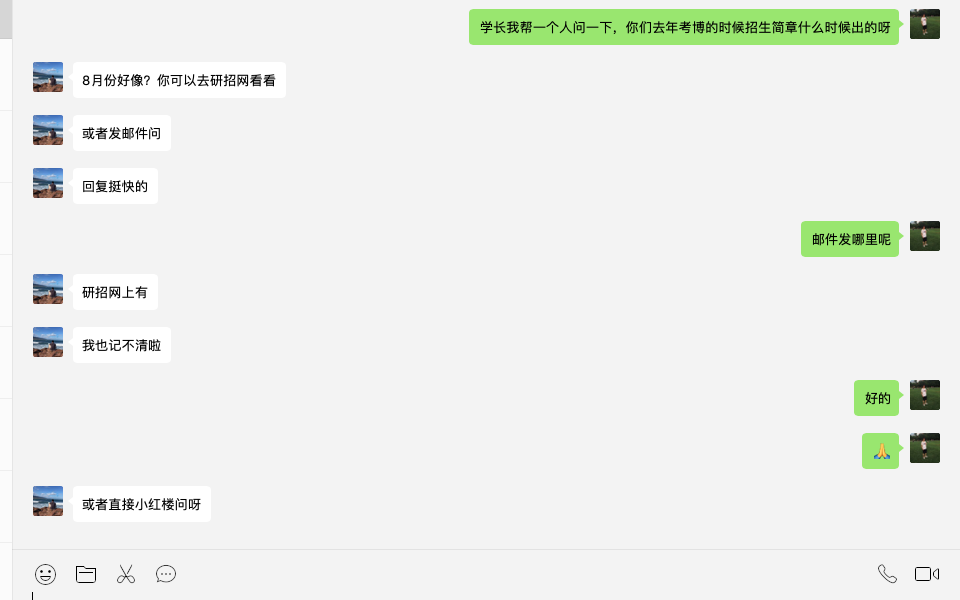 学长我帮一个人问一下，你们去年考博的时候招生简章什么时候出的呀
8月份好像？你可以去研招网看看
或者发邮件问
回复挺快的
邮件发哪里呢
研招网上有
我也记不清啦
好的
🙏
或者直接小红楼问呀